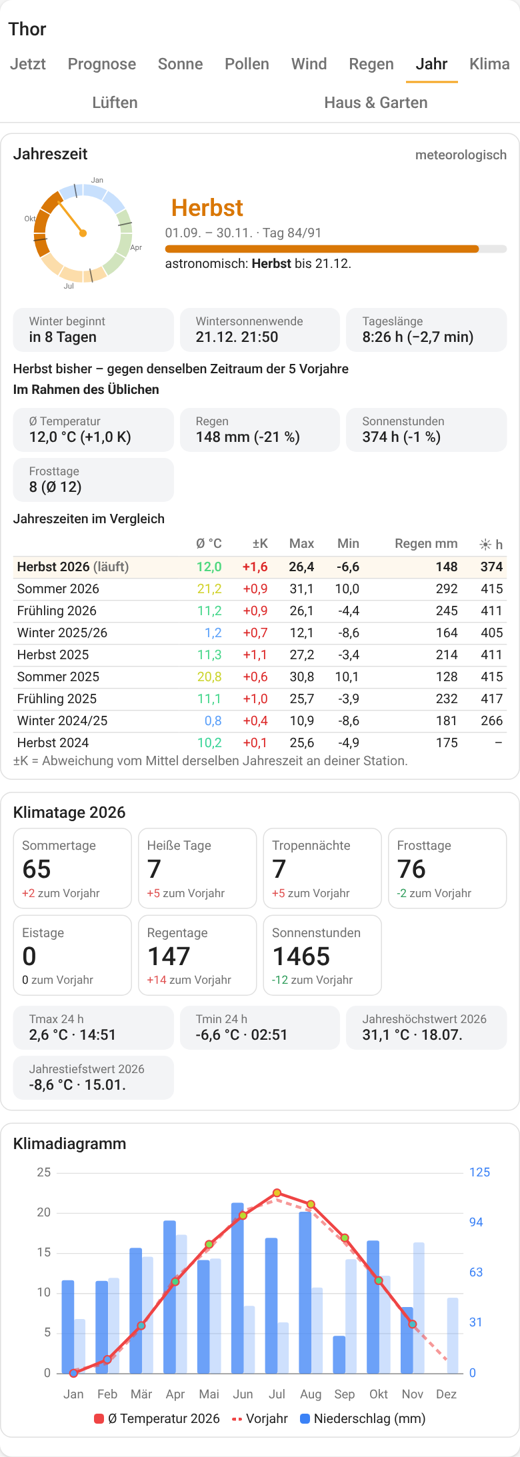 Thor
Jetzt Prognose Sonne Pollen Wind Regen Jahr Klima
Lüften Haus & Garten
Jahreszeit meteorologisch
Jan
Okt
Apr
Jul
Herbst
01.09. – 30.11. · Tag 84/91
astronomisch: Herbst bis 21.12.
Winter beginnt Wintersonnenwende Tageslänge
in 8 Tagen 21.12. 21:50 8:26 h (−2,7 min)
Herbst bisher – gegen denselben Zeitraum der 5 Vorjahre
Im Rahmen des Üblichen
Ø Temperatur Regen Sonnenstunden
12,0 °C (+1,0 K) 148 mm (-21 %) 374 h (-1 %)
Frosttage
8 (Ø 12)
Jahreszeiten im Vergleich
Ø °C ±K Max Min Regen mm ☀ h
Herbst 2026 (läuft) 12,0 +1,6 26,4 -6,6 148 374
Sommer 2026 21,2 +0,9 31,1 10,0 292 415
Frühling 2026 11,2 +0,9 26,1 -4,4 245 411
Winter 2025/26 1,2 +0,7 12,1 -8,6 164 405
Herbst 2025 11,3 +1,1 27,2 -3,4 214 411
Sommer 2025 20,8 +0,6 30,8 10,1 128 415
Frühling 2025 11,1 +1,0 25,7 -3,9 232 417
Winter 2024/25 0,8 +0,4 10,9 -8,6 181 266
Herbst 2024 10,2 +0,1 25,6 -4,9 175 –
±K = Abweichung vom Mittel derselben Jahreszeit an deiner Station.
Klimatage 2026
Sommertage Heiße Tage Tropennächte Frosttage
65 7 7 76
+2 zum Vorjahr +5 zum Vorjahr +5 zum Vorjahr -2 zum Vorjahr
Eistage Regentage Sonnenstunden
0 147 1465
0 zum Vorjahr +14 zum Vorjahr -12 zum Vorjahr
Tmax 24 h Tmin 24 h Jahreshöchstwert 2026
2,6 °C · 14:51 -6,6 °C · 02:51 31,1 °C · 18.07.
Jahrestiefstwert 2026
-8,6 °C · 15.01.
Klimadiagramm
25 125
20 94
15 63
10 31
5 0
0
Jan Feb Mär Apr Mai Jun Jul Aug Sep Okt Nov Dez
Ø Temperatur 2026 Vorjahr Niederschlag (mm)